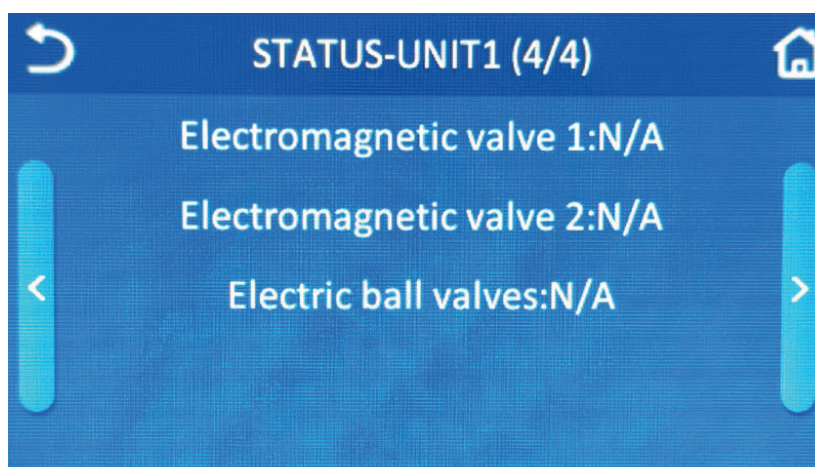 STATUS-UNIT1 (4/4)
Electromagnetic valve 1:N/A
Electromagnetic valve 2:N/A
Electric ball valves:N/A